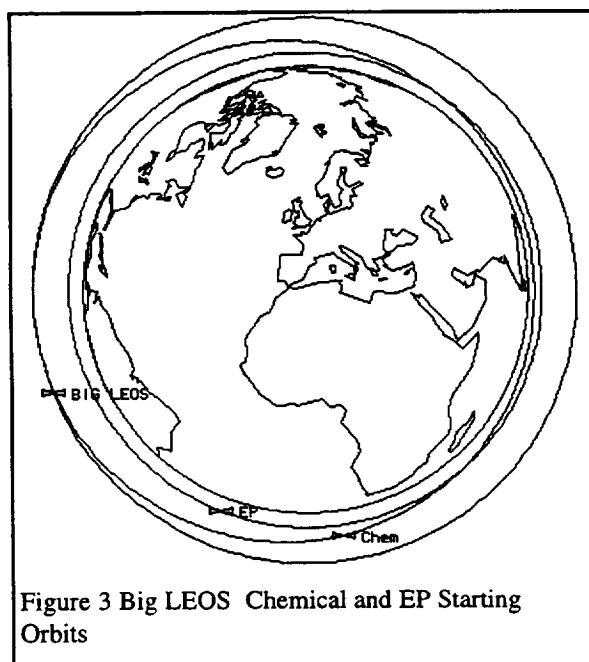 BIG LEOS
EP
Chem
Figure 3 Big LEOS Chemical and EP Starting
Orbits